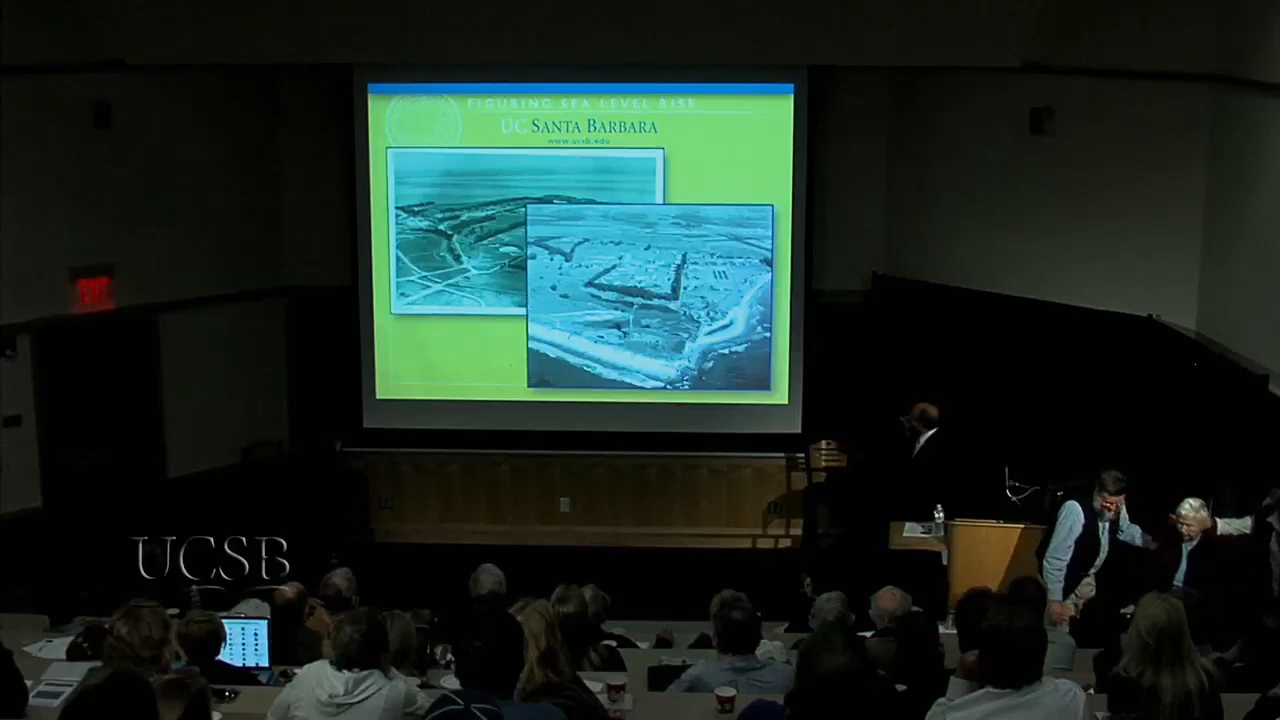 FIGURING SEA LEVEL RISE
UC SANTA BARBARA
www.ucsb.edu
EXIT
UCSB